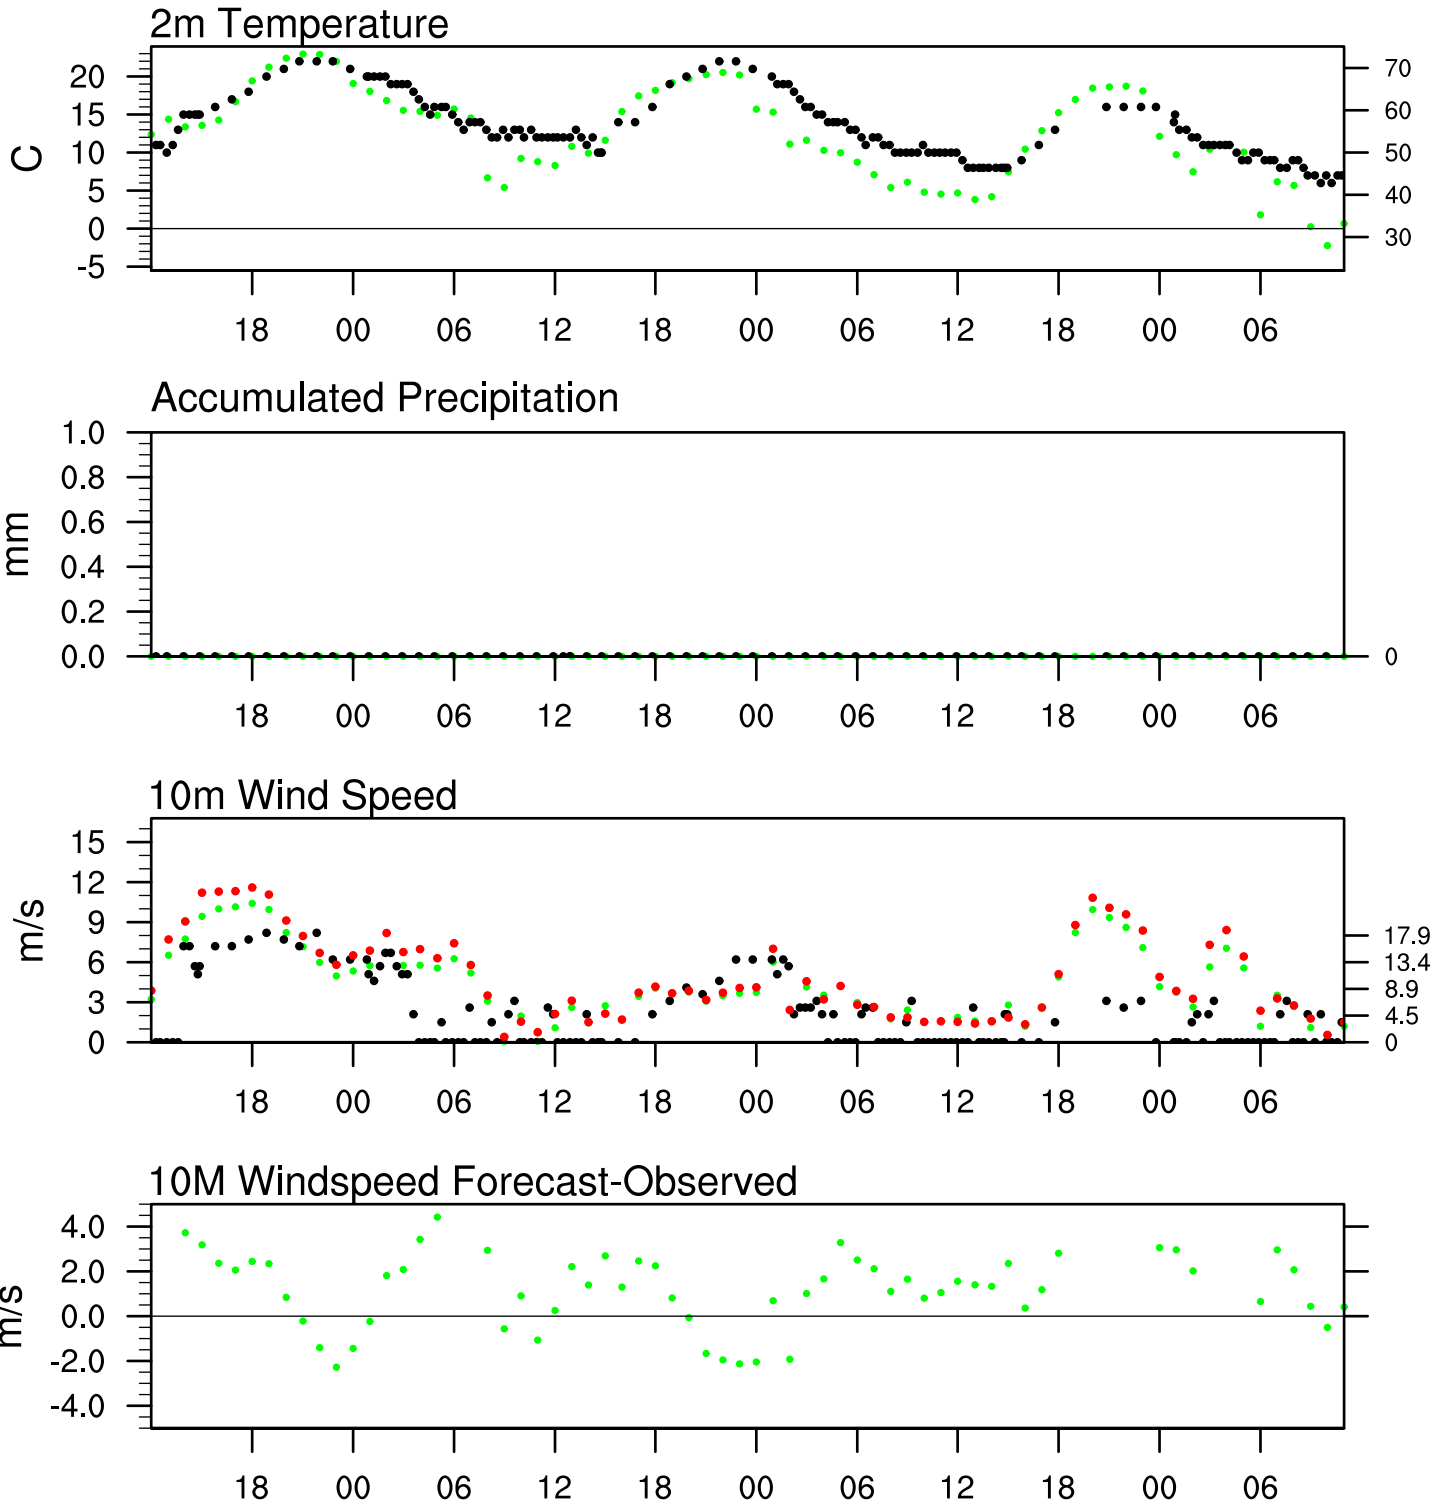 2m Temperature
20
15
10
5
0
-5
C
70
60
50
40
30
18 00 06 12 18 00 06 12 18 00 06
Accumulated Precipitation
1.0
0.8
0.6
0.4
0.2
0.0
mm
0
18 00 06 12 18 00 06 12 18 00 06
10m Wind Speed
15
12
9
6
3
0
m/s
17.9
13.4
8.9
4.5
0
18 00 06 12 18 00 06 12 18 00 06
10M Windspeed Forecast-Observed
4.0
2.0
0.0
-2.0
-4.0
m/s
18 00 06 12 18 00 06 12 18 00 06